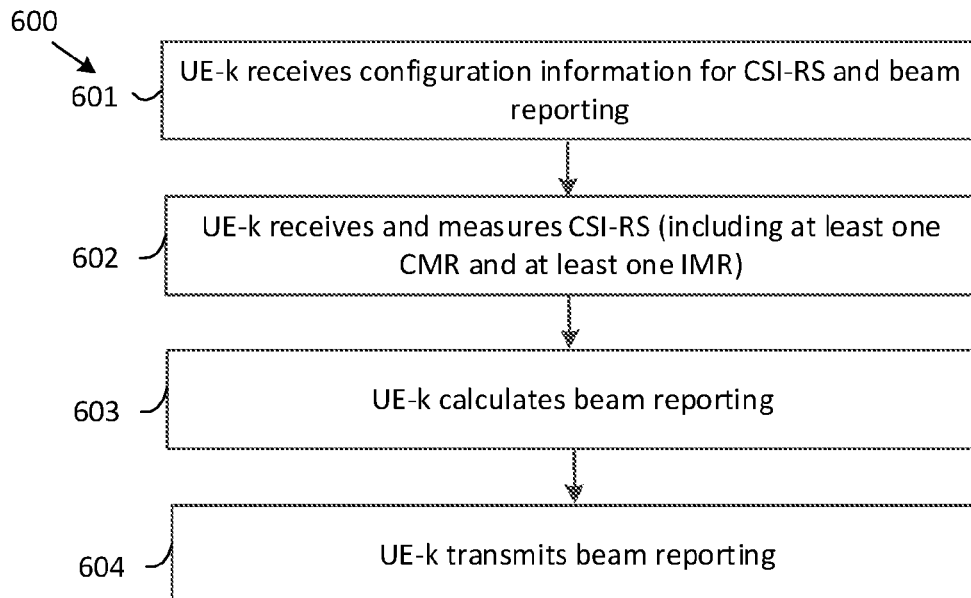 600
601
UE-k receives configuration information for CSI-RS and beam
reporting
602
UE-k receives and measures CSI-RS (including at least one
CMR and at least one IMR)
603
UE-k calculates beam reporting
604
UE-k transmits beam reporting